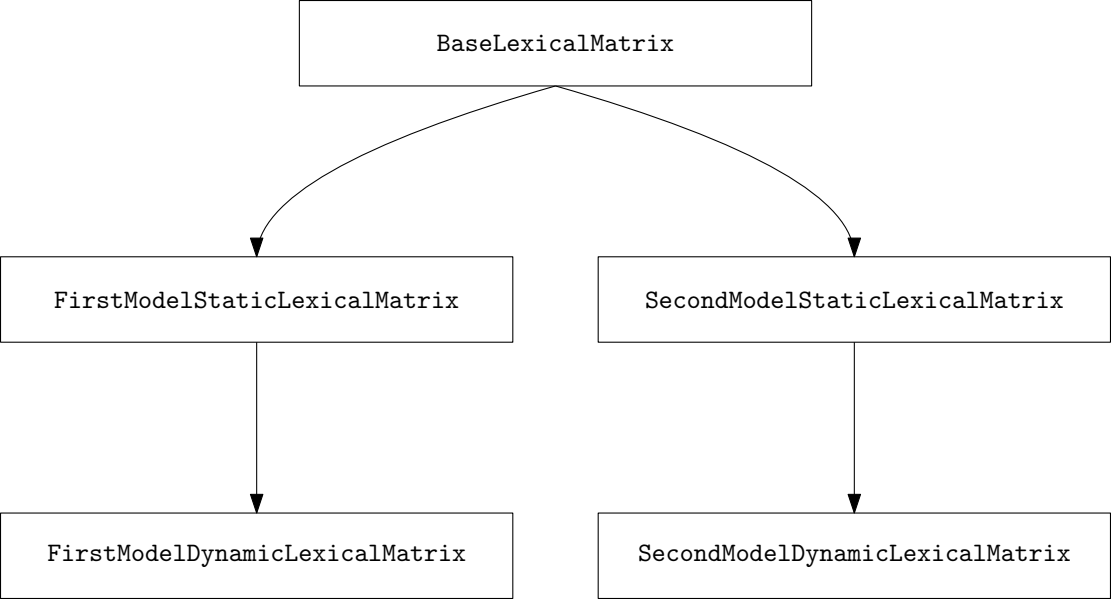 BaseLexicalMatrix
FirstModelStaticLexicalMatrix
SecondModelStaticLexicalMatrix
FirstModelDynamicLexicalMatrix
SecondModelDynamicLexicalMatrix